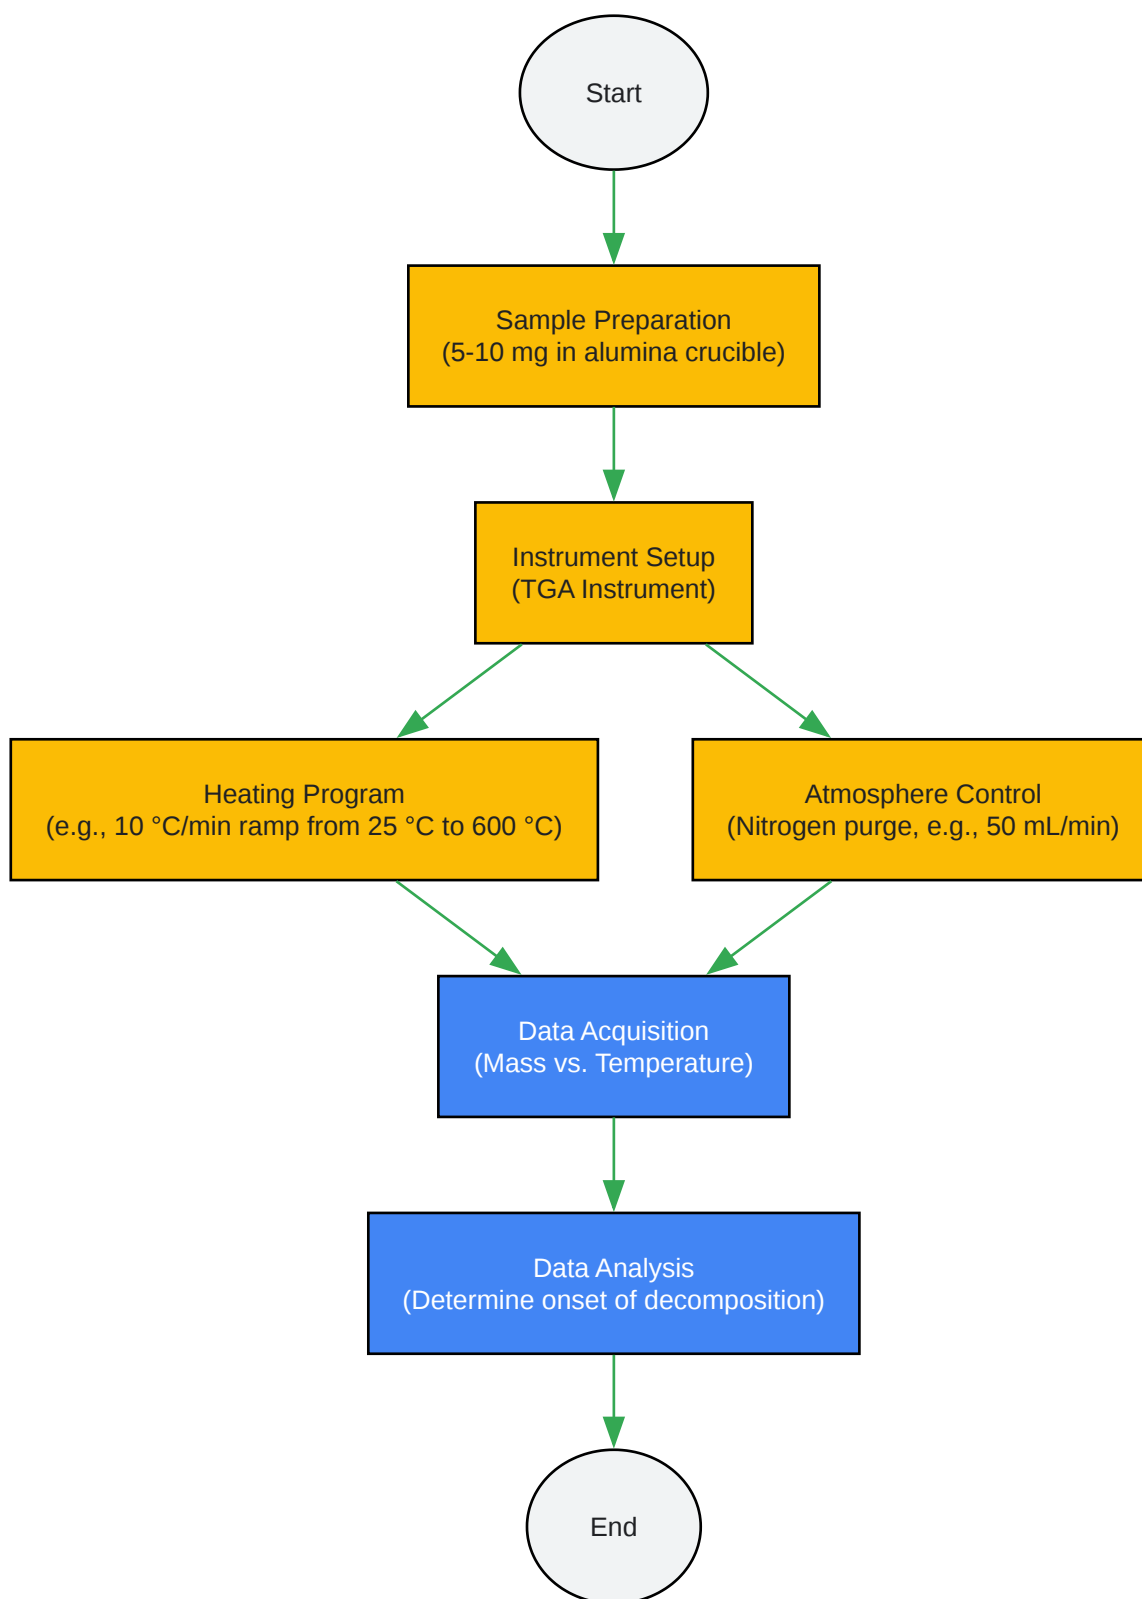 Start
Sample Preparation
(5-10 mg in alumina crucible)
Instrument Setup
(TGA Instrument)
Heating Program
(e.g., 10 °C/min ramp from 25 °C to 600 °C)
Atmosphere Control
(Nitrogen purge, e.g., 50 mL/min)
Data Acquisition
(Mass vs. Temperature)
Data Analysis
(Determine onset of decomposition)
End